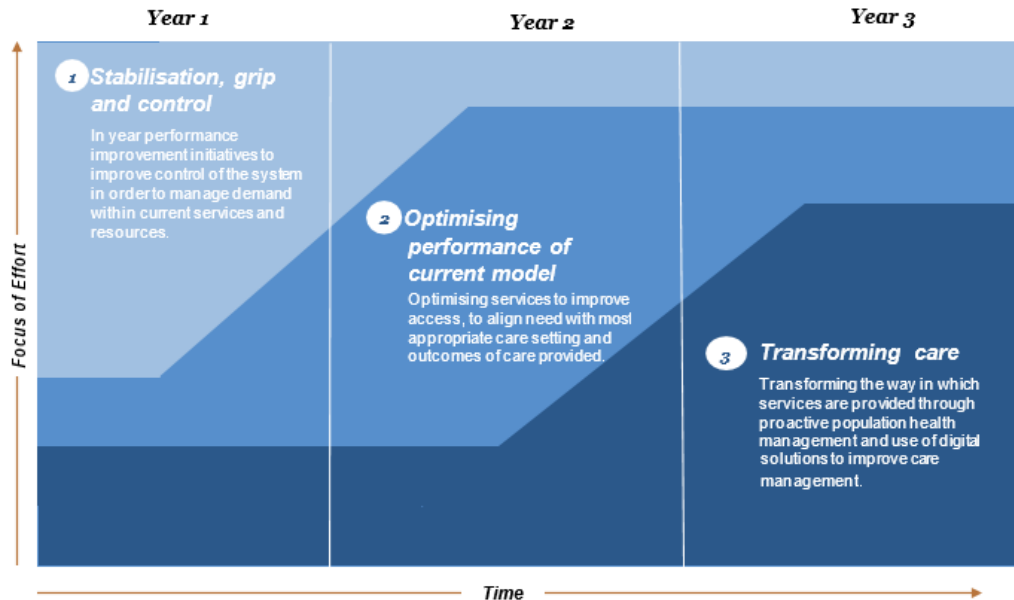 Year 1
Year 2
Year 3
1 Stabilisation, grip
and control
In year performance
improvement initiatives to
improve control of the system
in order to manage demand
within current services and
resources.
2 Optimising
performance of
current model
Optimising services to improve
access, to align need with most
appropriate care setting and
outcomes of care provided.
3 Transforming care
Transforming the way in which
services are provided through
proactive population health
management and use of digital
solutions to improve care
management.
Focus of Effort
Time